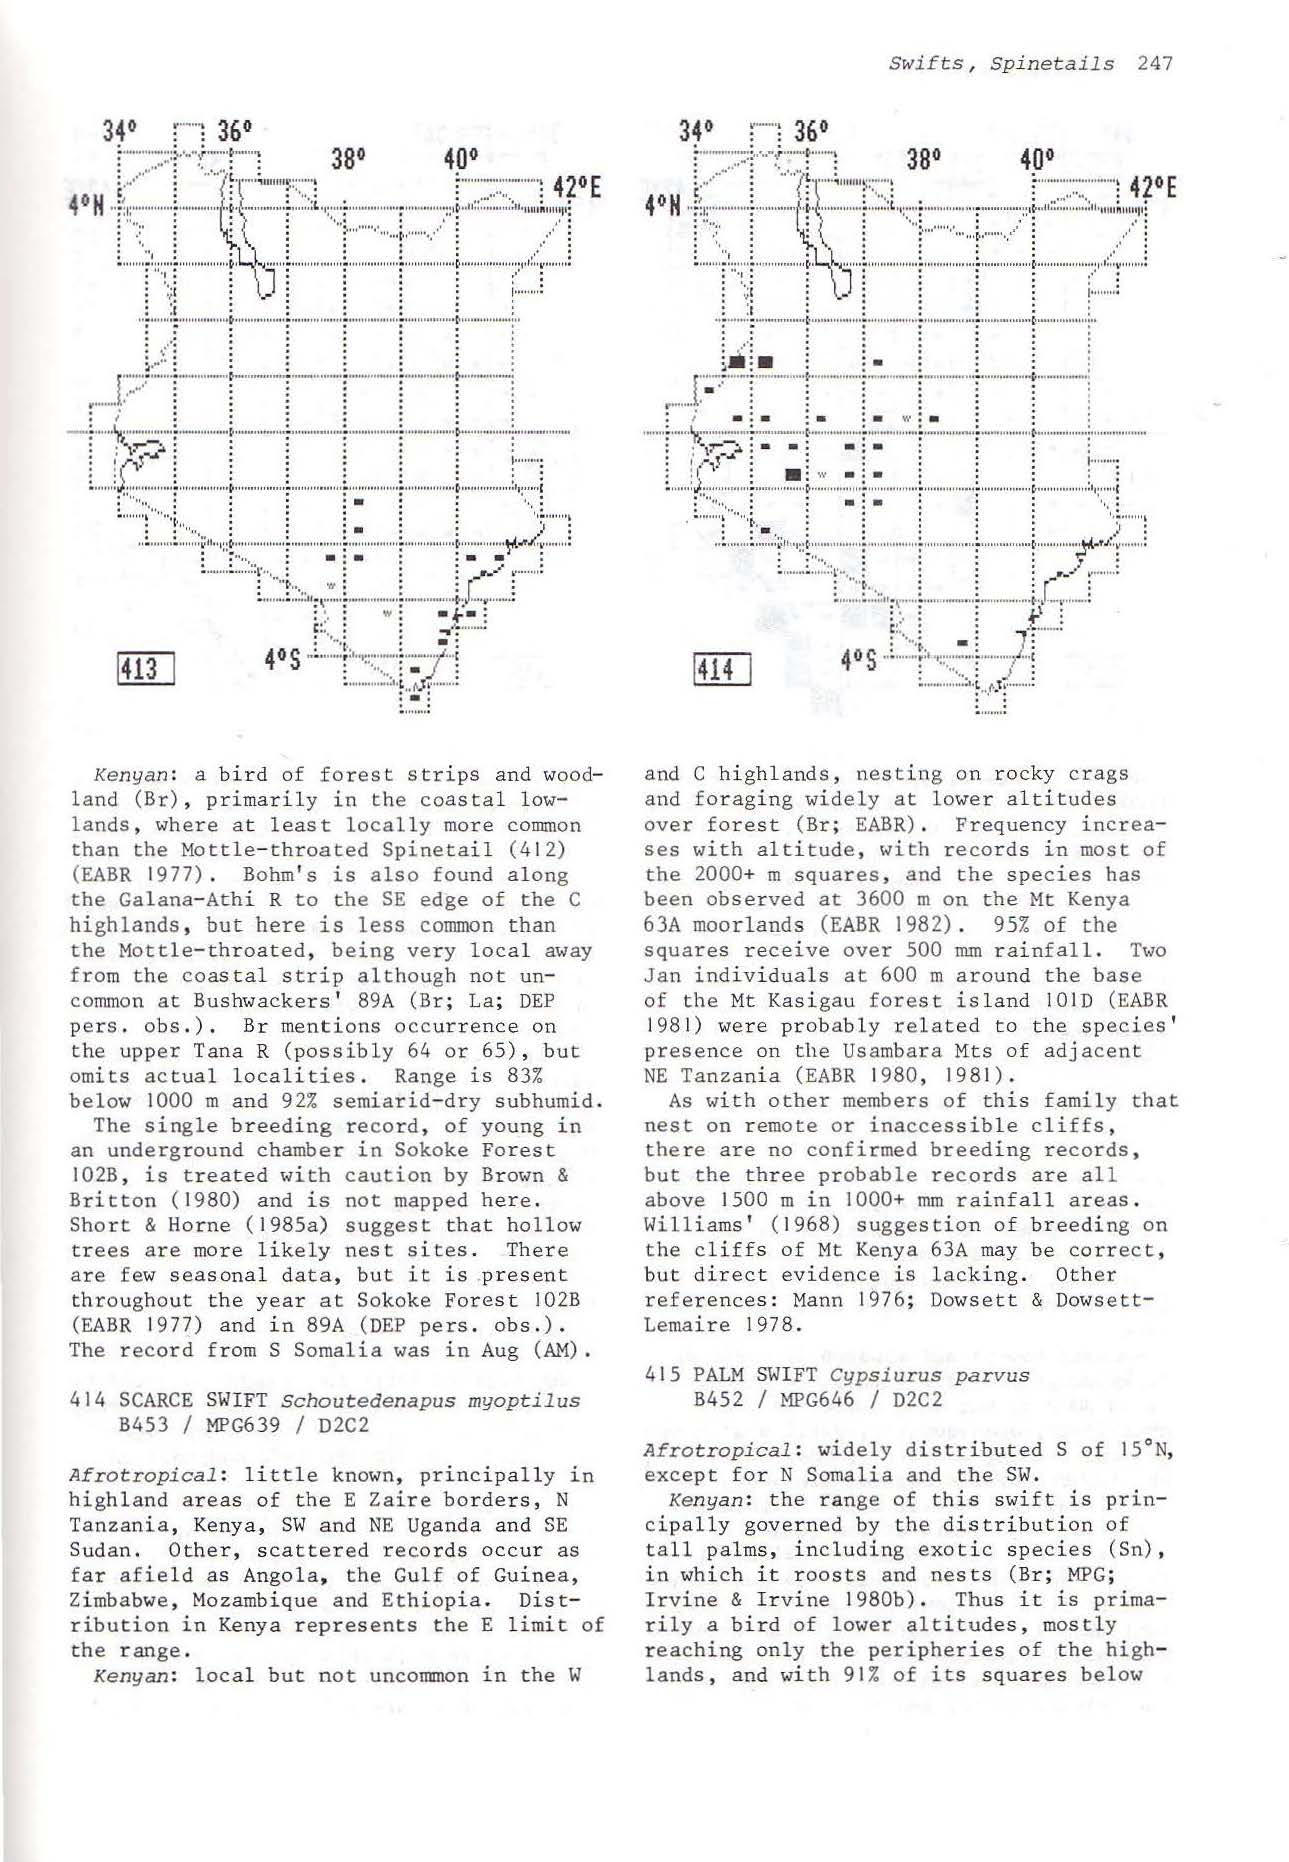 Swifts, Spinetails 247
34° 36°
38° 40°
42°E
4°N
4°S
413
34° 36°
38° 40°
42°E
4°N
4°S
414
Kenyan: a bird of forest strips and wood-
land (Br), primarily in the coastal low-
lands, where at least locally more common
than the Mottle-throated Spinetail (412)
(EABR 1977). Bohm's is also found along
the Galana-Athi R to the SE edge of the C
highlands, but here is less common than
the Mottle-throated, being very local away
from the coastal strip although not un-
common at Bushwackers' 89A (Br; La; DEP
pers. obs.). Br mentions occurrence on
the upper Tana R (possibly 64 or 65), but
omits actual localities. Range is 83%
below 1000 m and 92% semiarid-dry subhumid.
The single breeding record, of young in
an underground chamber in Sokoke Forest
102B, is treated with caution by Brown &
Britton (1980) and is not mapped here.
Short & Horne (1985a) suggest that hollow
trees are more likely nest sites. There
are few seasonal data, but it is present
throughout the year at Sokoke Forest 102B
(EABR 1977) and in 89A (DEP pers. obs.).
The record from S Somalia was in Aug (AM).
414 SCARCE SWIFT Schoutedenapus myoptilus
B453 / MPG639 / D2C2
Afrotropical: little known, principally in
highland areas of the E Zaire borders, N
Tanzania, Kenya, SW and NE Uganda and SE
Sudan. Other, scattered records occur as
far afield as Angola, the Gulf of Guinea,
Zimbabwe, Mozambique and Ethiopia. Dist-
ribution in Kenya represents the E limit of
the range.
Kenyan: local but not uncommon in the W
and C highlands, nesting on rocky crags
and foraging widely at lower altitudes
over forest (Br; EABR). Frequency increa-
ses with altitude, with records in most of
the 2000+ m squares, and the species has
been observed at 3600 m on the Mt Kenya
63A moorlands (EABR 1982). 95% of the
squares receive over 500 mm rainfall. Two
Jan individuals at 600 m around the base
of the Mt Kasigau forest island 101D (EABR
1981) were probably related to the species'
presence on the Usambara Mts of adjacent
NE Tanzania (EABR 1980, 1981).
As with other members of this family that
nest on remote or inaccessible cliffs,
there are no confirmed breeding records,
but the three probable records are all
above 1500 m in 1000+ mm rainfall areas.
Williams' (1968) suggestion of breeding on
the cliffs of Mt Kenya 63A may be correct,
but direct evidence is lacking. Other
references: Mann 1976; Dowsett & Dowsett-
Lemaire 1978.
415 PALM SWIFT Cypsiurus parvus
B452 / MPG646 / D2C2
Afrotropical: widely distributed S of 15°N,
except for N Somalia and the SW.
Kenyan: the range of this swift is prin-
cipally governed by the distribution of
tall palms, including exotic species (Sn),
in which it roosts and nests (Br; MPG;
Irvine & Irvine 1980b). Thus it is prima-
rily a bird of lower altitudes, mostly
reaching only the peripheries of the high-
lands, and with 91% of its squares below